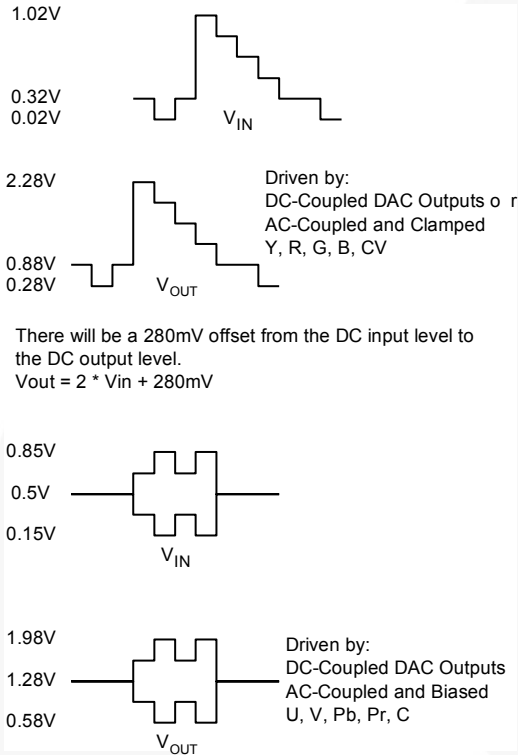 1.02V
0.32V
0.02V
VIN
2.28V
0.88V
0.28V
VOUT
Driven by:
DC-Coupled DAC Outputs o r
AC-Coupled and Clamped
Y, R, G, B, CV
There will be a 280mV offset from the DC input level to
the DC output level.
Vout = 2 * Vin + 280mV
0.85V
0.5V
0.15V
VIN
1.98V
1.28V
0.58V
VOUT
Driven by:
DC-Coupled DAC Outputs
AC-Coupled and Biased
U, V, Pb, Pr, C